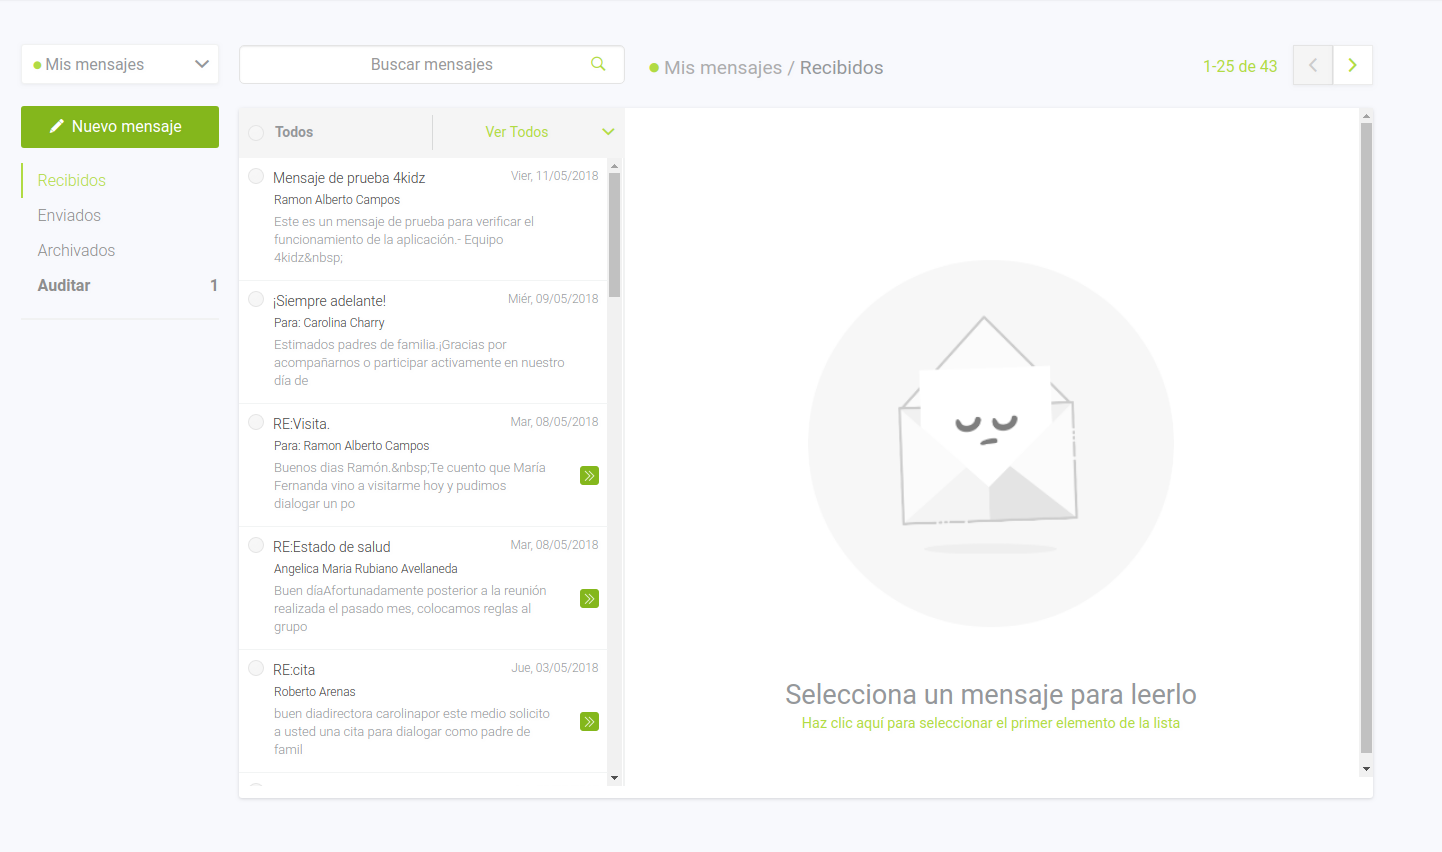 Mis mensajes
Buscar mensajes
Mis mensajes / Recibidos
1-25 de 43
Nuevo mensaje
Recibidos
Enviados
Archivados
Auditar 1
Todos
Ver Todos
Mensaje de prueba 4kidz
Vier, 11/05/2018
Ramon Alberto Campos
Este es un mensaje de prueba para verificar el
funcionamiento de la aplicación.- Equipo
4kidz&nbsp;
¡Siempre adelante!
Miér, 09/05/2018
Para: Carolina Charry
Estimados padres de familia.¡Gracias por
acompañarnos o participar activamente en nuestro
día de
RE:Visita.
Mar, 08/05/2018
Para: Ramon Alberto Campos
Buenos dias Ramón.&nbsp;Te cuento que María
Fernanda vino a visitarme hoy y pudimos
dialogar un po
RE:Estado de salud
Mar, 08/05/2018
Angelica Maria Rubiano Avellaneda
Buen díaAfortunadamente posterior a la reunión
realizada el pasado mes, colocamos reglas al
grupo
RE:cita
Jue, 03/05/2018
Roberto Arenas
buen diadirectora carolinapor este medio solicito
a usted una cita para dialogar como padre de
famil
Selecciona un mensaje para leerlo
Haz clic aquí para seleccionar el primer elemento de la lista